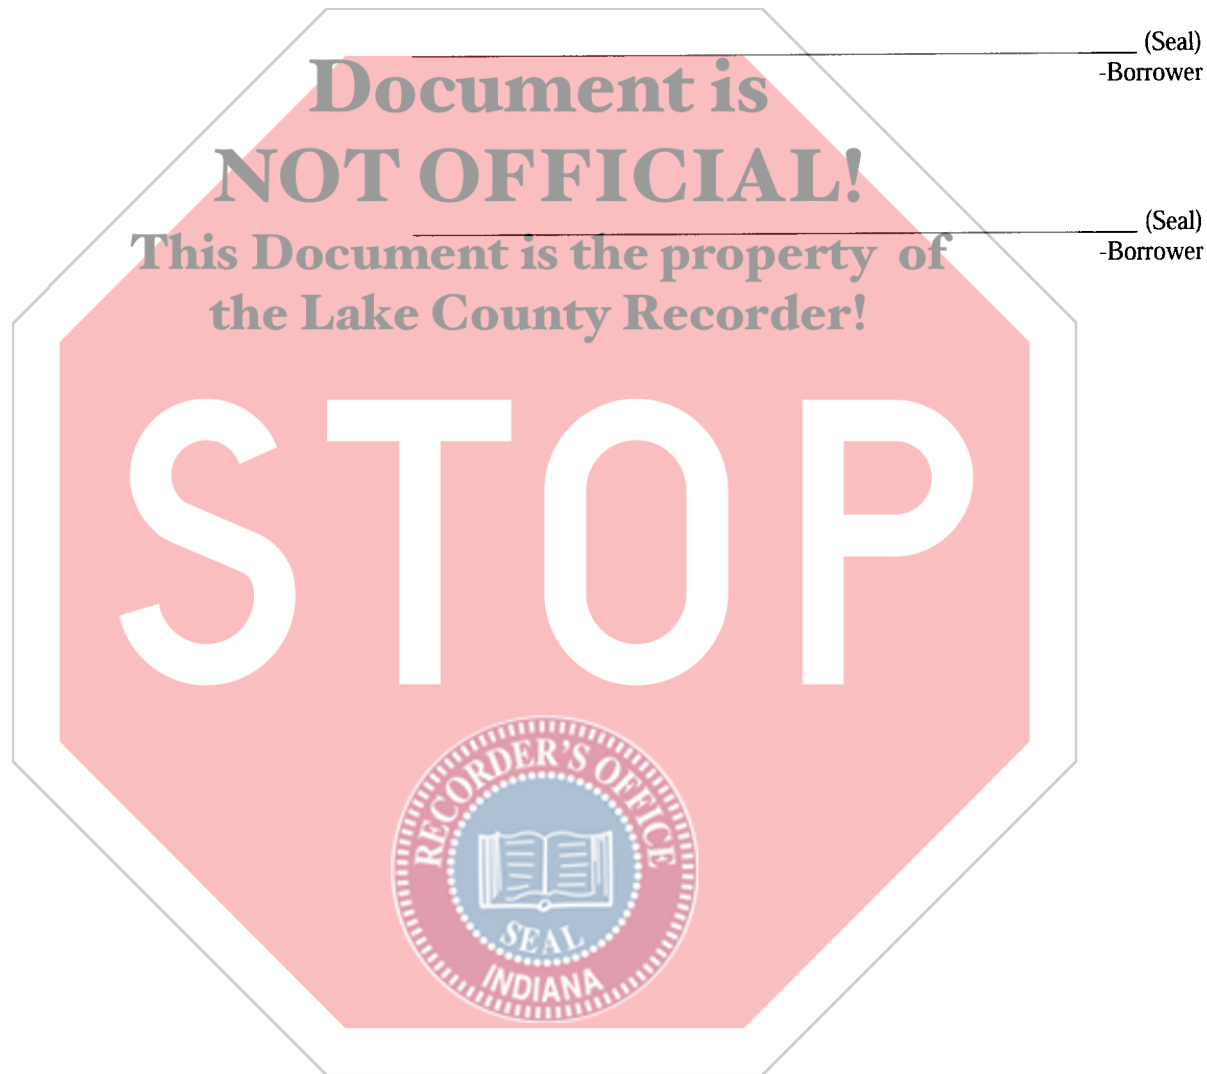 (Seal)
-Borrower
Document is
NOT OFFICIAL!
(Seal)
-Borrower
This Document is the property of
the Lake County Recorder!
STOP
RECORDER'S OFFICE
SEAL
INDIANA